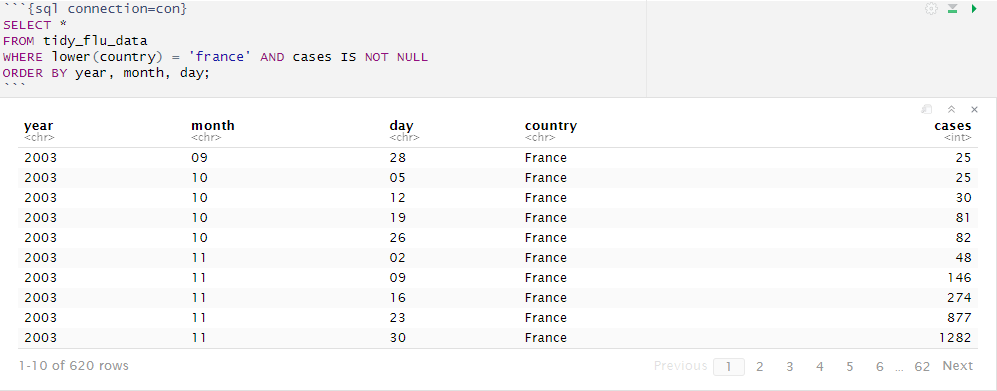 ```{sql connection=con}
SELECT *
FROM tidy_flu_data
WHERE lower(country) = 'france' AND cases IS NOT NULL
ORDER BY year, month, day;
```
year month day country cases
<chr> <chr> <chr> <chr> <int>
2003 09 28 France 25
2003 10 05 France 25
2003 10 12 France 30
2003 10 19 France 81
2003 10 26 France 82
2003 11 02 France 48
2003 11 09 France 146
2003 11 16 France 274
2003 11 23 France 877
2003 11 30 France 1282
1-10 of 620 rows Previous 1 2 3 4 5 6 ... 62 Next